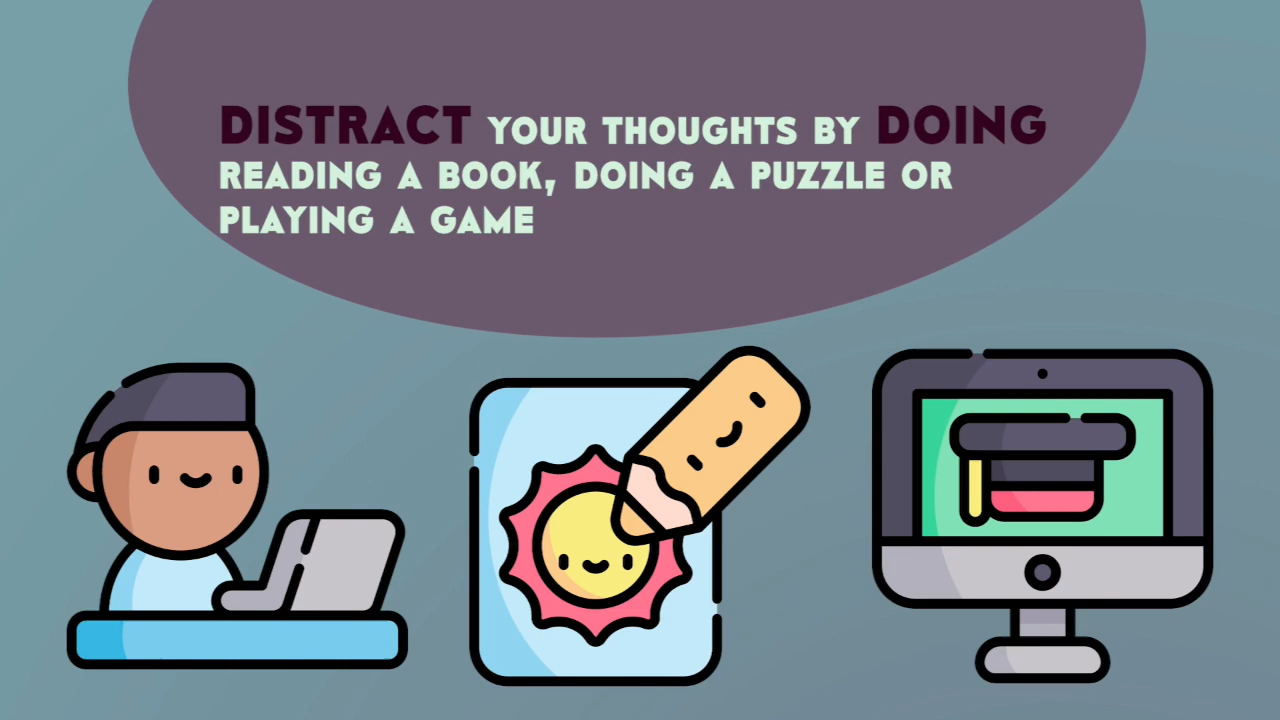 DISTRACT YOUR THOUGHTS BY DOING
READING A BOOK, DOING A PUZZLE OR
PLAYING A GAME